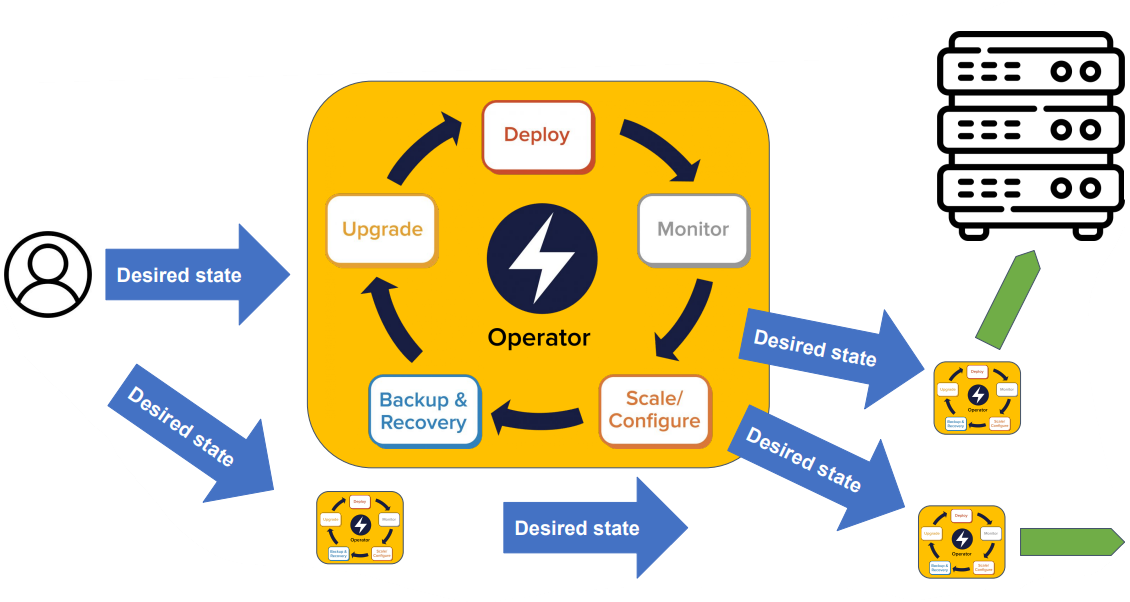 Deploy
Upgrade
Monitor
Desired state
Operator
Desired state
Backup &
Recovery
Scale/
Configure
Desired state
Desired state
Desired state
Deploy
Upgrade
Monitor
Operator
Backup &
Recovery
Scale/
Configure
Deploy
Upgrade
Monitor
Operator
Backup &
Recovery
Scale/
Configure
Deploy
Upgrade
Monitor
Operator
Backup &
Recovery
Scale/
Configure